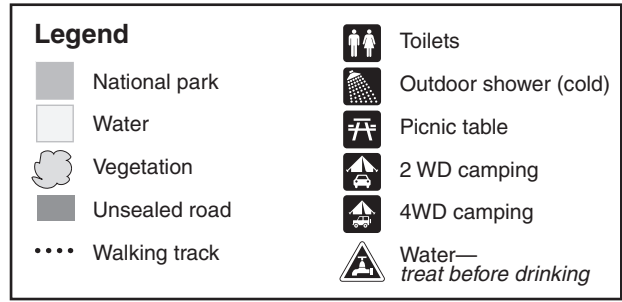 Legend
National park
Water
Vegetation
Unsealed road
Walking track
Toilets
Outdoor shower (cold)
Picnic table
2 WD camping
4WD camping
Water—
treat before drinking